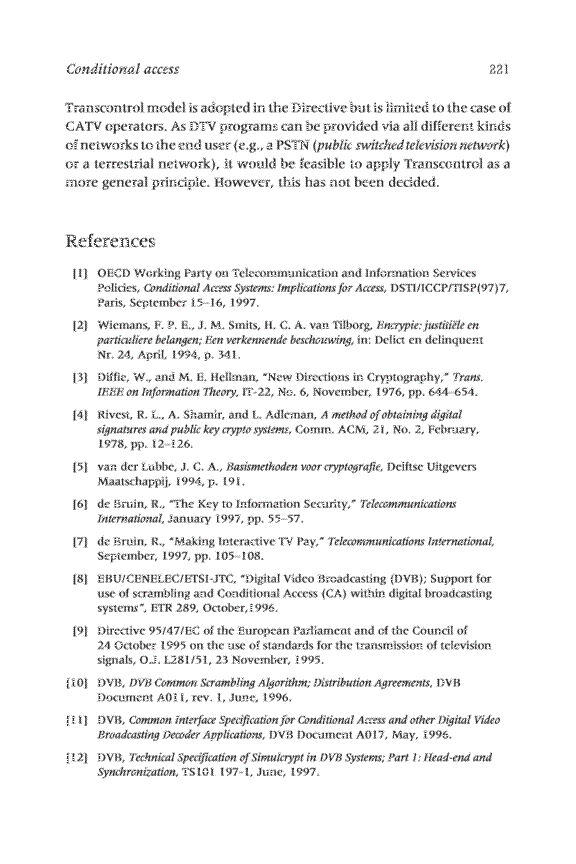 Conditional access 221
Transcontrol model is adopted in the Directive but is limited to the case of
CATV operators. As DTV programs can be provided via all different kinds
of networks to the end user (e.g., a PSTN (public switched television network)
or a terrestrial network), it would be feasible to apply Transcontrol as a
more general principle. However, this has not been decided.
References
[1] OECD Working Party on Telecommunication and Information Services
Policies, Conditional Access Systems: Implications for Access, DSTI/ICCP/TISP(97)7,
Paris, September 15–16, 1997.
[2] Wiemans, F. P. E., J. M. Smits, H. C. A. van Tilborg, Encrypie: justitiële en
particuliere belangen; Een verkennende beschouwing, in: Delict en delinquent
Nr. 24, April, 1994, p. 341.
[3] Diffie, W., and M. E. Hellman, “New Directions in Cryptography,” Trans.
IEEE on Information Theory, IT-22, No. 6, November, 1976, pp. 644–654.
[4] Rivest, R. L., A. Shamir, and L. Adleman, A method of obtaining digital
signatures and public key crypto systems, Comm. ACM, 21, No. 2, February,
1978, pp. 12–126.
[5] van der Lubbe, J. C. A., Basismethoden voor cryptografie, Delftse Uitgevers
Maatschappij, 1994, p. 191.
[6] de Bruin, R., “The Key to Information Security,” Telecommunications
International, January 1997, pp. 55–57.
[7] de Bruin, R., “Making Interactive TV Pay,” Telecommunications International,
September, 1997, pp. 105–108.
[8] EBU/CENELEC/ETSI-JTC, “Digital Video Broadcasting (DVB); Support for
use of scrambling and Conditional Access (CA) within digital broadcasting
systems”, ETR 289, October,1996.
[9] Directive 95/47/EC of the European Parliament and of the Council of
24 October 1995 on the use of standards for the transmission of television
signals, O.J. L281/51, 23 November, 1995.
[10] DVB, DVB Common Scrambling Algorithm; Distribution Agreements, DVB
Document A011, rev. 1, June, 1996.
[11] DVB, Common Interface Specification for Conditional Access and other Digital Video
Broadcasting Decoder Applications, DVB Document A017, May, 1996.
[12] DVB, Technical Specification of Simulcrypt in DVB Systems; Part 1: Head-end and
Synchronization, TS101 197-1, June, 1997.